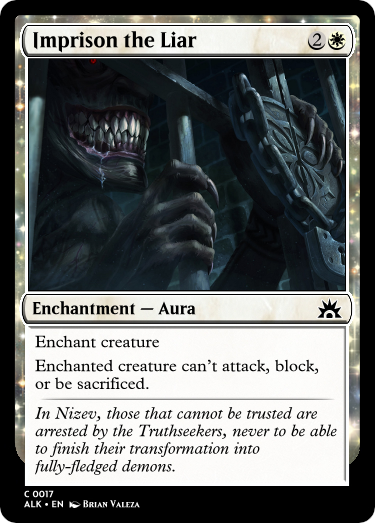 Imprison the Liar 2
Enchantment — Aura
Enchant creature
Enchanted creature can't attack, block,
or be sacrificed.
In Nizev, those that cannot be trusted are
arrested by the Truthseekers, never to be able
to finish their transformation into
fully-fledged demons.
C 0017
ALK • EN Brian Valeza